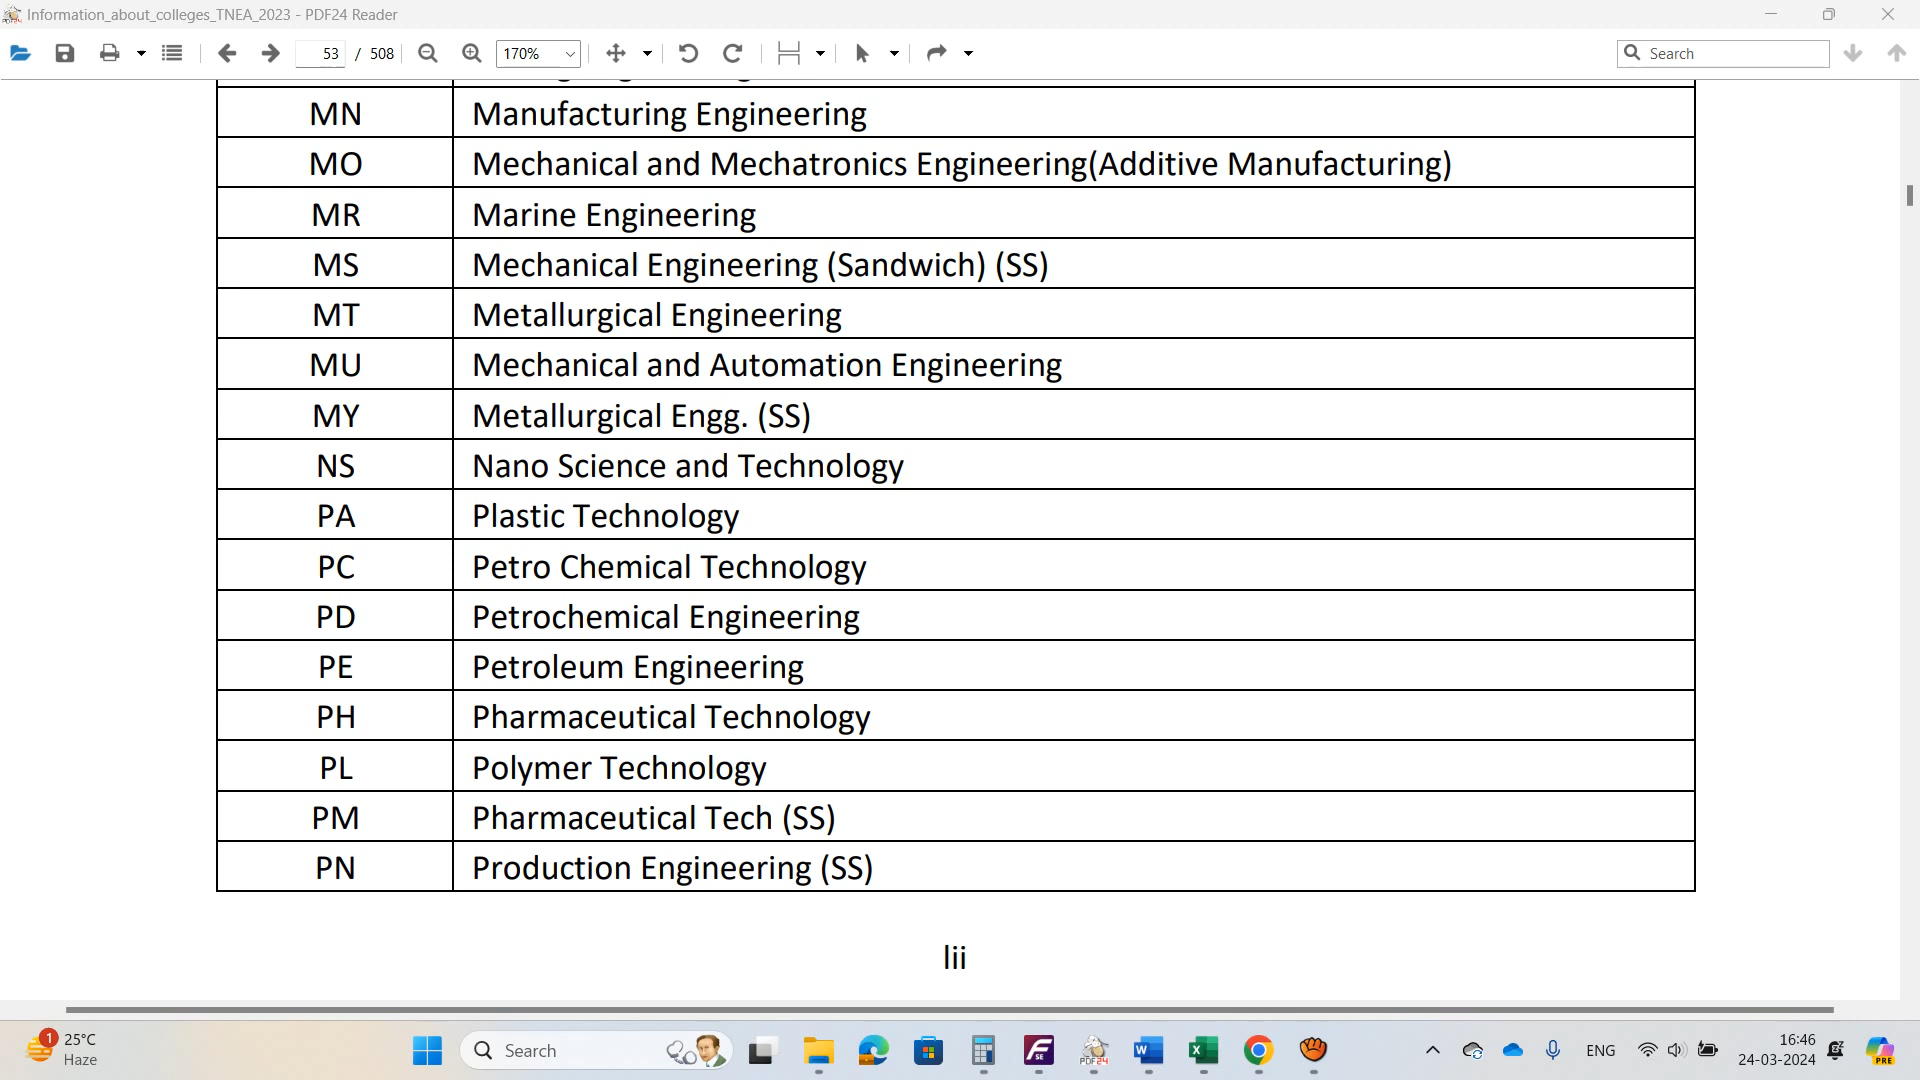 Information_about_colleges_TNEA_2023 - PDF24 Reader
53 / 508
170%
Search
MN Manufacturing Engineering
MO Mechanical and Mechatronics Engineering(Additive Manufacturing)
MR Marine Engineering
MS Mechanical Engineering (Sandwich) (SS)
MT Metallurgical Engineering
MU Mechanical and Automation Engineering
MY Metallurgical Engg. (SS)
NS Nano Science and Technology
PA Plastic Technology
PC Petro Chemical Technology
PD Petrochemical Engineering
PE Petroleum Engineering
PH Pharmaceutical Technology
PL Polymer Technology
PM Pharmaceutical Tech (SS)
PN Production Engineering (SS)
lii
1
25°C
Haze
Search
ENG
16:46
24-03-2024